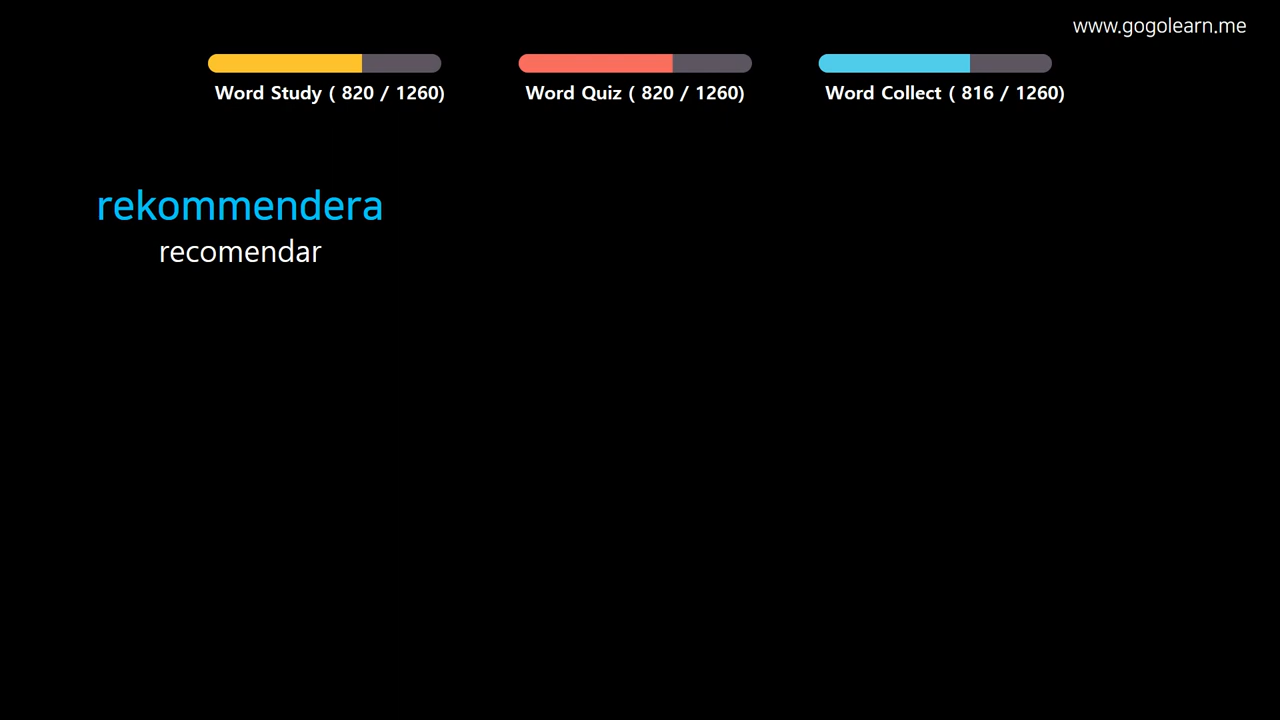 www.gogolearn.me
Word Study ( 820 / 1260)
Word Quiz ( 820 / 1260)
Word Collect ( 816 / 1260)
rekommendera
recomendar